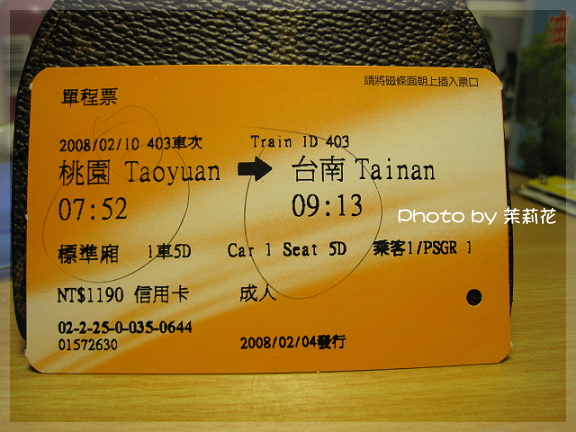 請將磁條面朝上插入票口
單程票
2008/02/10 403車次 Train ID 403
桃園 Taoyuan → 台南 Tainan
07:52 09:13
標準廂 1車5D Car 1 Seat 5D 乘客1/PSGR 1
NT$1190 信用卡 成人
02-2-25-0-035-0644
01572630 2008/02/04發行
Photo by 茉莉花